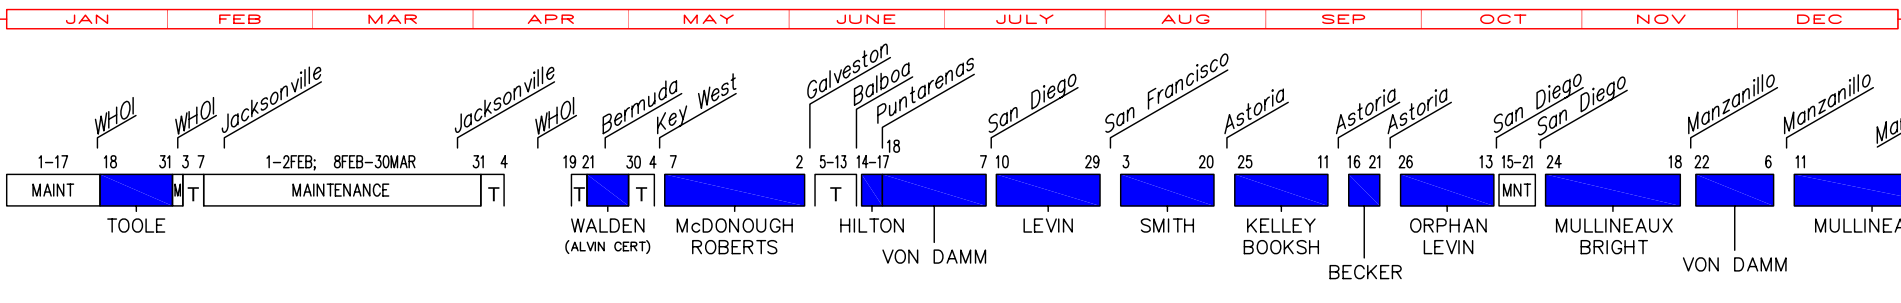 JAN FEB MAR APR MAY JUNE JULY AUG SEP OCT NOV DEC
WHOI WHOI Jacksonville Jacksonville WHOI Bermuda Key West Galveston Balboa Puntarenas San Diego San Francisco Astoria Astoria Astoria San Diego San Diego Manzanillo Manzanillo
18
1-17 18 31 3 7 1-2FEB; 8FEB-30MAR 31 4 19 21 30 4 7 2 5-13 14-17 7 10 29 3 20 25 11 16 21 26 13 15-21 24 18 22 6 11
MAINT M T MAINTENANCE T T T T MNT
TOOLE WALDEN McDONOUGH HILTON LEVIN SMITH KELLEY ORPHAN MULLINEAUX MULLINEA
(ALVIN CERT) ROBERTS VON DAMM BOOKSH LEVIN BRIGHT
BECKER VON DAMM